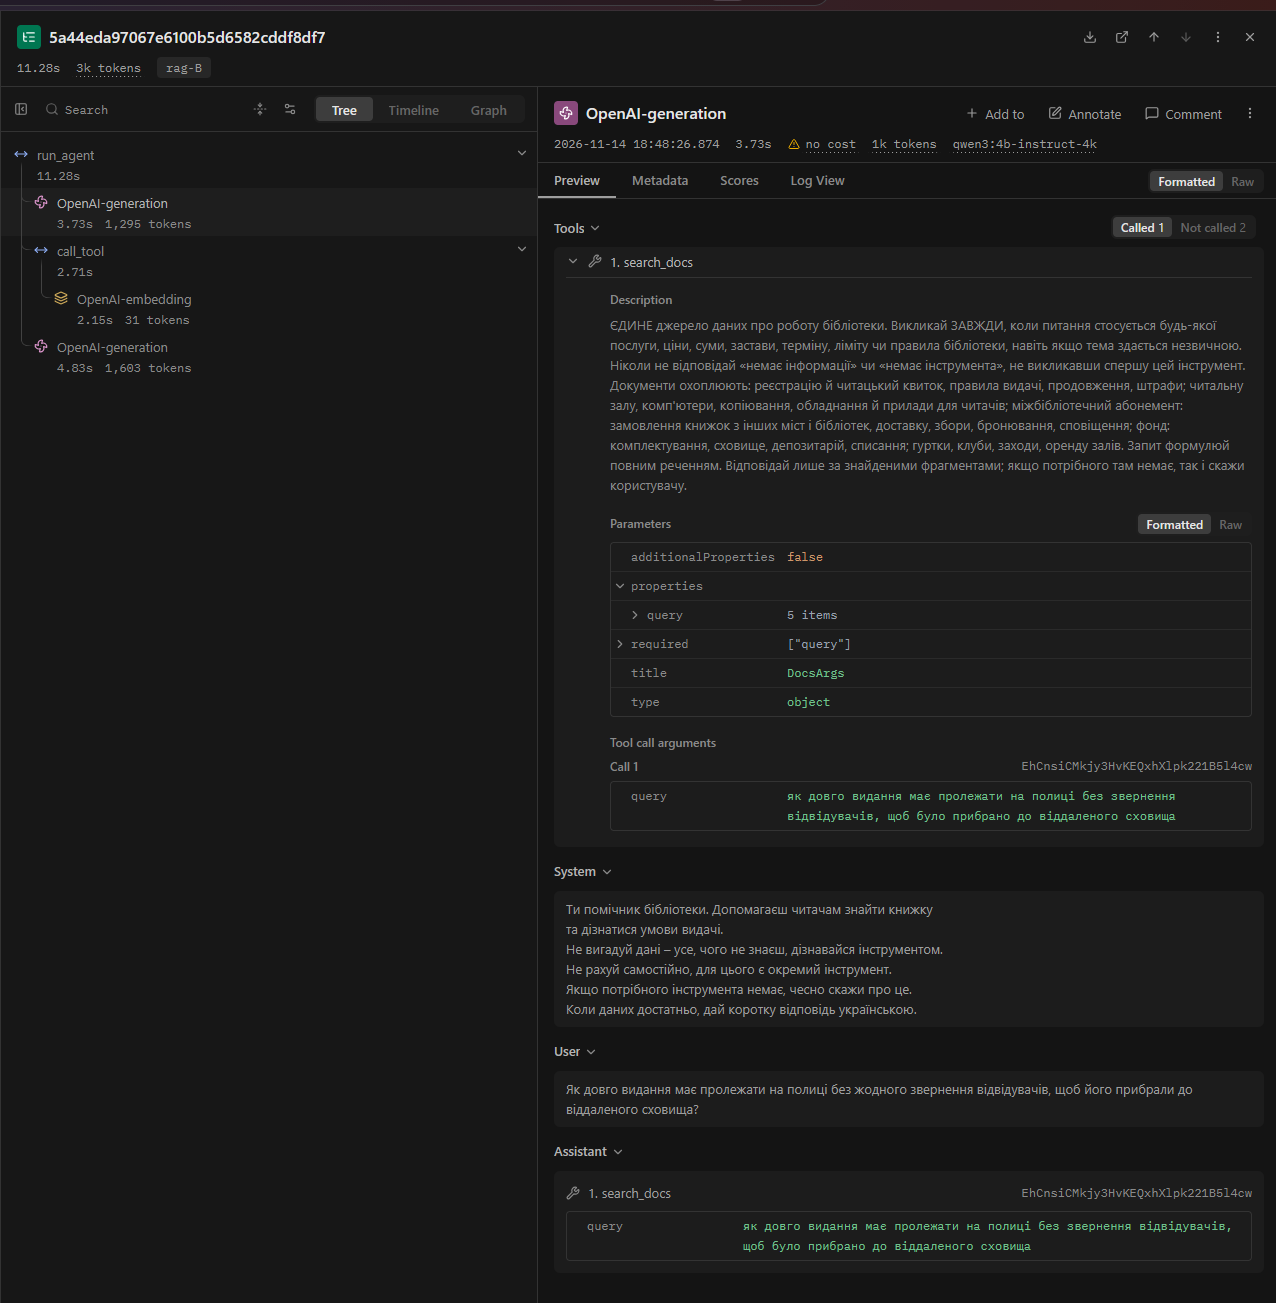 5a44eda97067e6100b5d6582cddf8df7
11.28s 3k tokens rag-B
Search Tree Timeline Graph
run_agent
11.28s
OpenAI-generation
3.73s 1,295 tokens
call_tool
2.71s
OpenAI-embedding
2.15s 31 tokens
OpenAI-generation
4.83s 1,603 tokens
OpenAI-generation
Add to Annotate Comment
2026-11-14 18:48:26.874 3.73s no cost 1k tokens qwen3:4b-instruct-4k
Preview Metadata Scores Log View Formatted Raw
Tools Called 1 Not called 2
1. search_docs
Description
ЄДИНЕ джерело даних про роботу бібліотеки. Викликай ЗАВЖДИ, коли питання стосується будь-якої
послуги, ціни, суми, застави, терміну, ліміту чи правила бібліотеки, навіть якщо тема здається незвичною.
Ніколи не відповідай «немає інформації» чи «немає інструмента», не викликавши спершу цей інструмент.
Документи охоплюють: реєстрацію й читацький квиток, правила видачі, продовження, штрафи; читальну
залу, комп'ютери, копіювання, обладнання й прилади для читачів; міжбібліотечний абонемент:
замовлення книжок з інших міст і бібліотек, доставку, збори, бронювання, сповіщення; фонд:
комплектування, сховище, депозитарій, списання; гуртки, клуби, заходи, оренду залів. Запит формулюй
повним реченням. Відповідай лише за знайденими фрагментами; якщо потрібного там немає, так і скажи
користувачу.
Parameters Formatted Raw
additionalProperties false
properties
query 5 items
required ["query"]
title DocsArgs
type object
Tool call arguments
Call 1 EhCnsiCMkjy3HvKEQxhXlpk221B5l4cw
query як довго видання має пролежати на полиці без звернення
відвідувачів, щоб було прибрано до віддаленого сховища
System
Ти помічник бібліотеки. Допомагаєш читачам знайти книжку
та дізнатися умови видачі.
Не вигадуй дані – усе, чого не знаєш, дізнавайся інструментом.
Не рахуй самостійно, для цього є окремий інструмент.
Якщо потрібного інструмента немає, чесно скажи про це.
Коли даних достатньо, дай коротку відповідь українською.
User
Як довго видання має пролежати на полиці без жодного звернення відвідувачів, щоб його прибрали до
віддаленого сховища?
Assistant
1. search_docs EhCnsiCMkjy3HvKEQxhXlpk221B5l4cw
query як довго видання має пролежати на полиці без звернення відвідувачів,
щоб було прибрано до віддаленого сховища